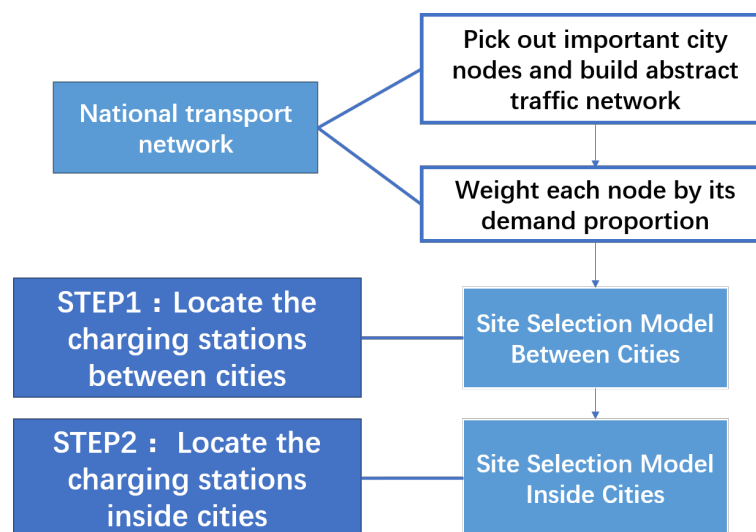 Pick out important city
nodes and build abstract
traffic network
National transport
network
Weight each node by its
demand proportion
STEP1：Locate the
charging stations
between cities
Site Selection Model
Between Cities
STEP2： Locate the
charging stations
inside cities
Site Selection Model
Inside Cities